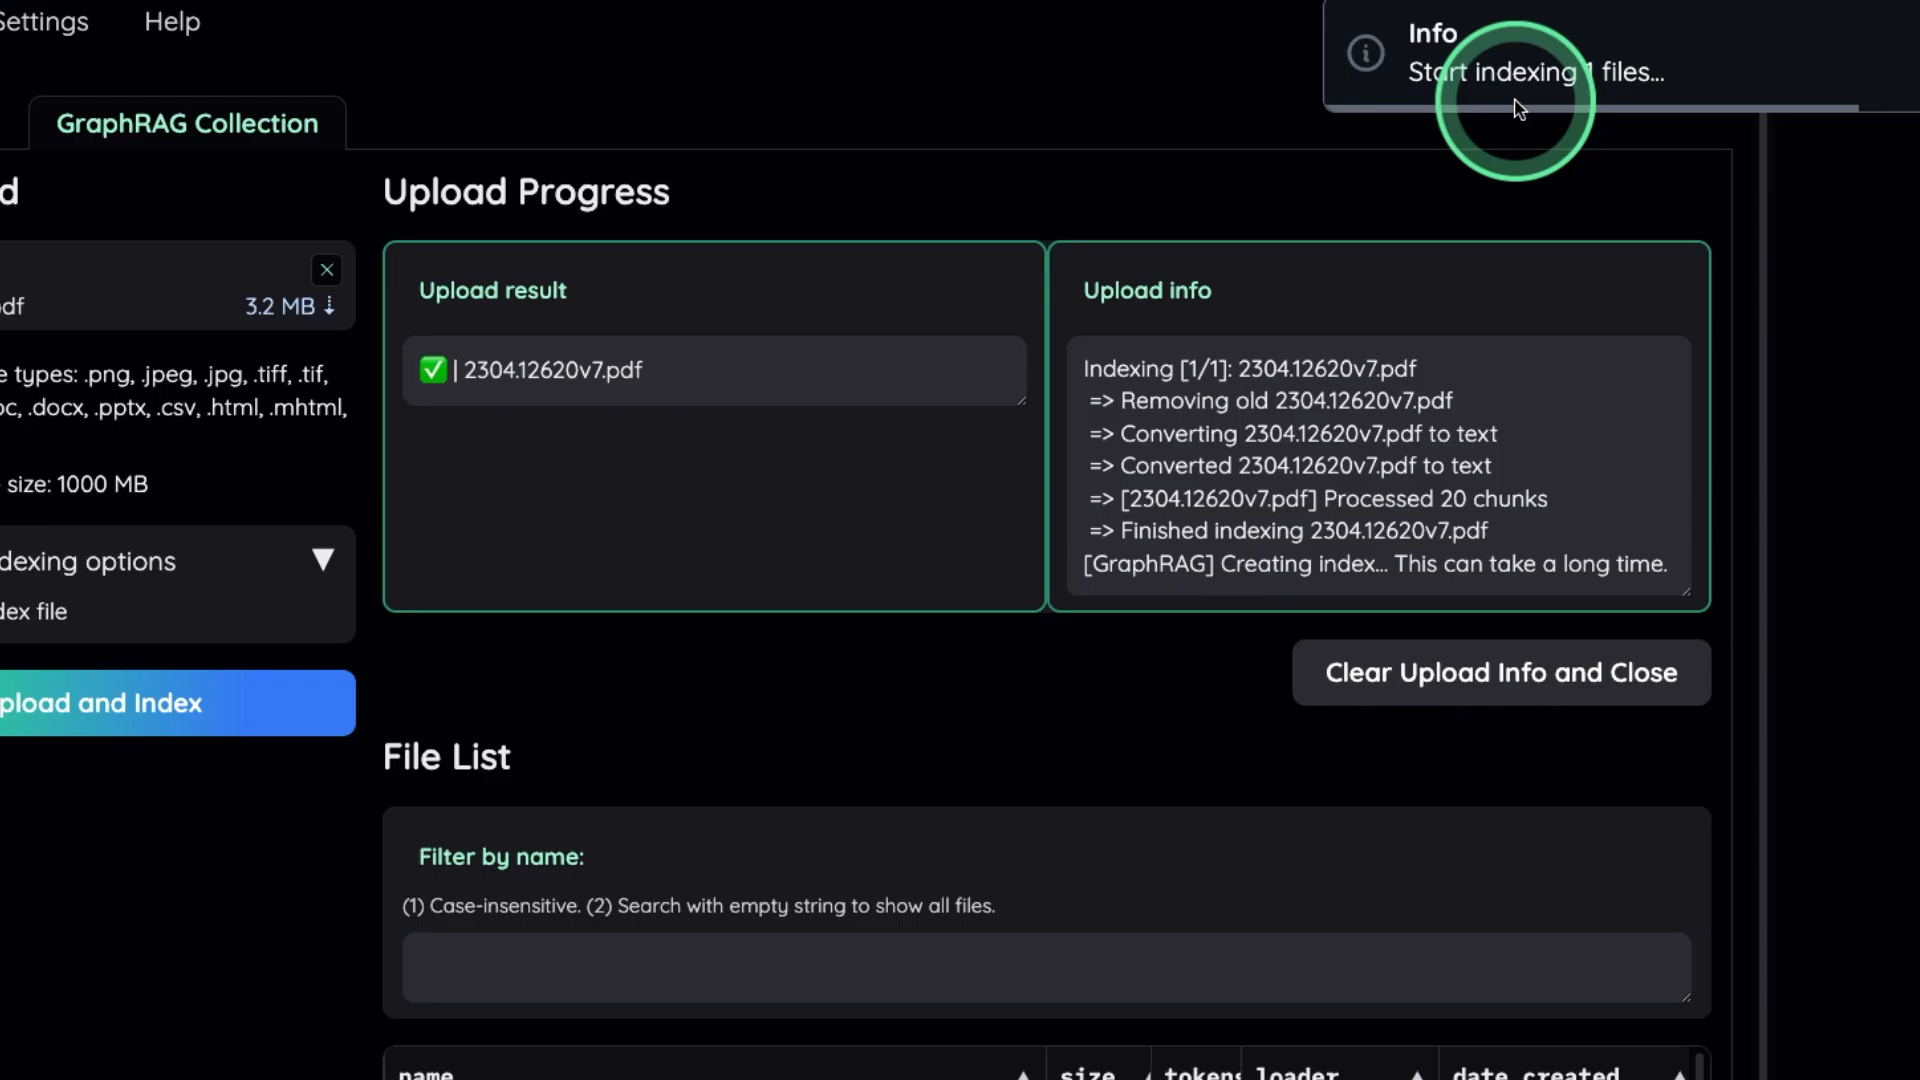 Settings Help
Info
Start indexing 1 files...
GraphRAG Collection
d
Upload Progress
df
3.2 MB ⇣
e types: .png, .jpeg, .jpg, .tiff, .tif,
oc, .docx, .pptx, .csv, .html, .mhtml,
size: 1000 MB
dexing options ▼
dex file
pload and Index
Upload result
✅ | 2304.12620v7.pdf
Upload info
Indexing [1/1]: 2304.12620v7.pdf
=> Removing old 2304.12620v7.pdf
=> Converting 2304.12620v7.pdf to text
=> Converted 2304.12620v7.pdf to text
=> [2304.12620v7.pdf] Processed 20 chunks
=> Finished indexing 2304.12620v7.pdf
[GraphRAG] Creating index... This can take a long time.
Clear Upload Info and Close
File List
Filter by name:
(1) Case-insensitive. (2) Search with empty string to show all files.
name size tokens loader date_created